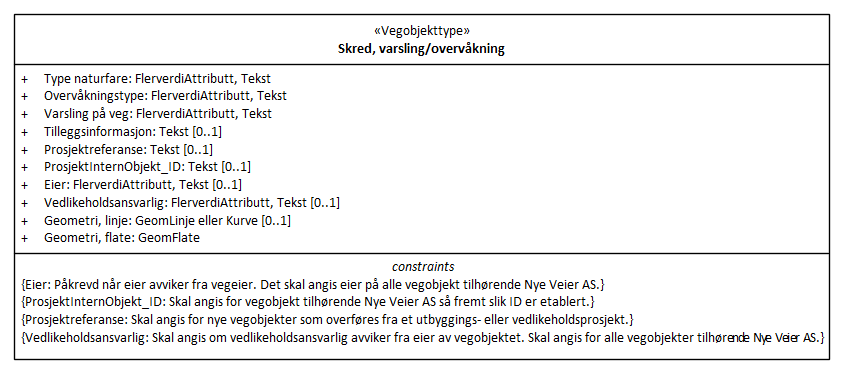 «Vegobjekttype»
Skred, varsling/overvåkning
+ Type naturfare: FlerverdiAttributt, Tekst
+ Overvåkningstype: FlerverdiAttributt, Tekst
+ Varsling på veg: FlerverdiAttributt, Tekst
+ Tilleggsinformasjon: Tekst [0..1]
+ Prosjektreferanse: Tekst [0..1]
+ ProsjektInternObjekt_ID: Tekst [0..1]
+ Eier: FlerverdiAttributt, Tekst [0..1]
+ Vedlikeholdsansvarlig: FlerverdiAttributt, Tekst [0..1]
+ Geometri, linje: GeomLinje eller Kurve [0..1]
+ Geometri, flate: GeomFlate
constraints
{Eier: Påkrevd når eier avviker fra vegeier. Det skal angis eier på alle vegobjekt tilhørende Nye Veier AS.}
{ProsjektInternObjekt_ID: Skal angis for vegobjekt tilhørende Nye Veier AS så fremt slik ID er etablert.}
{Prosjektreferanse: Skal angis for nye vegobjekter som overføres fra et utbyggings- eller vedlikeholdsprosjekt.}
{Vedlikeholdsansvarlig: Skal angis om vedlikeholdsansvarlig avviker fra eier av vegobjektet. Skal angis for alle vegobjekter tilhørende Nye Veier AS.}